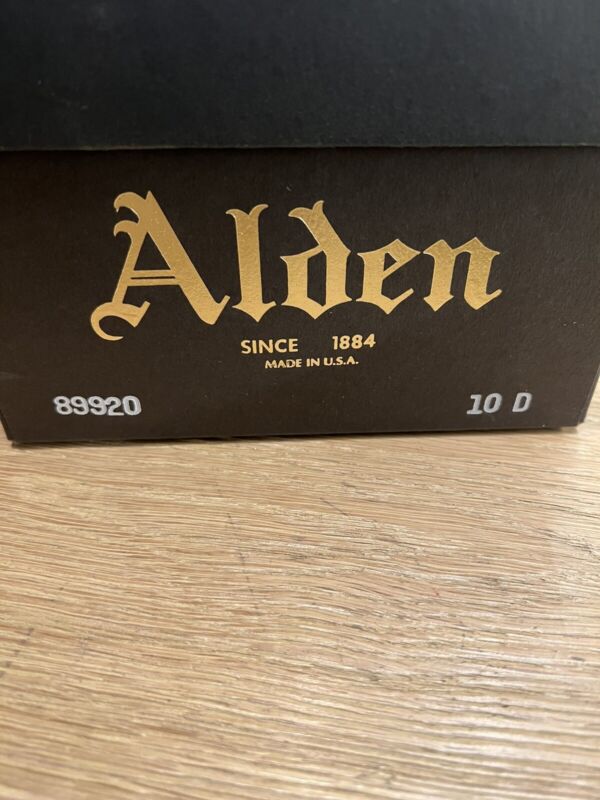 Alden
SINCE 1884
MADE IN U.S.A.
89920 10 D